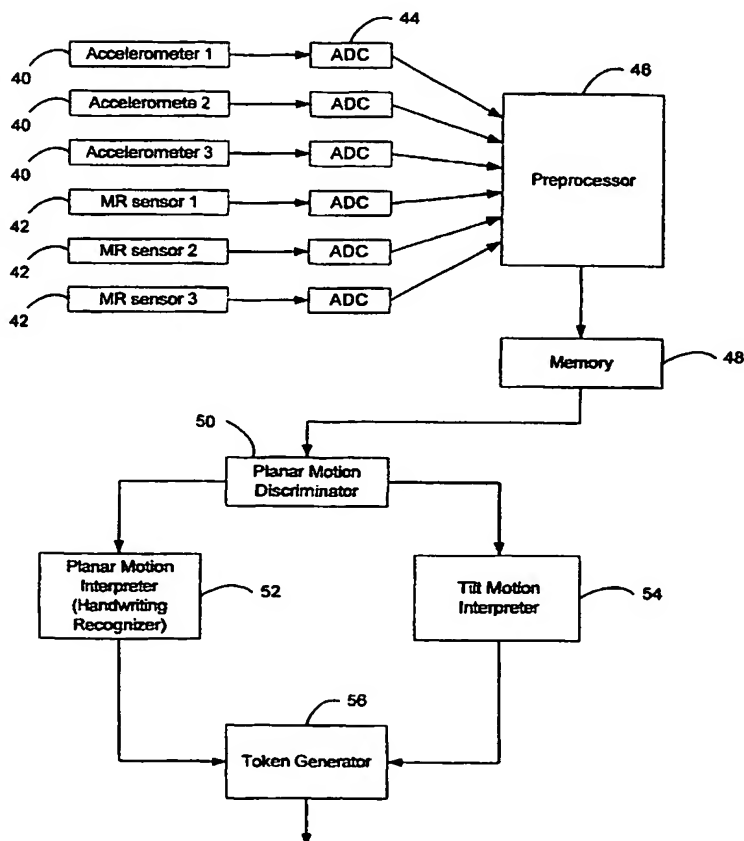 44
Accelerometer 1 ADC
40 46
Acceleromete 2 ADC
40
Accelerometer 3 ADC Preprocessor
40
MR sensor 1 ADC
42
MR sensor 2 ADC
42
MR sensor 3 ADC
42
Memory 48
50
Planar Motion
Discriminator
Planar Motion
Interpreter
(Handwriting
Recognizer)
52
Tilt Motion
Interpreter
54
56
Token Generator